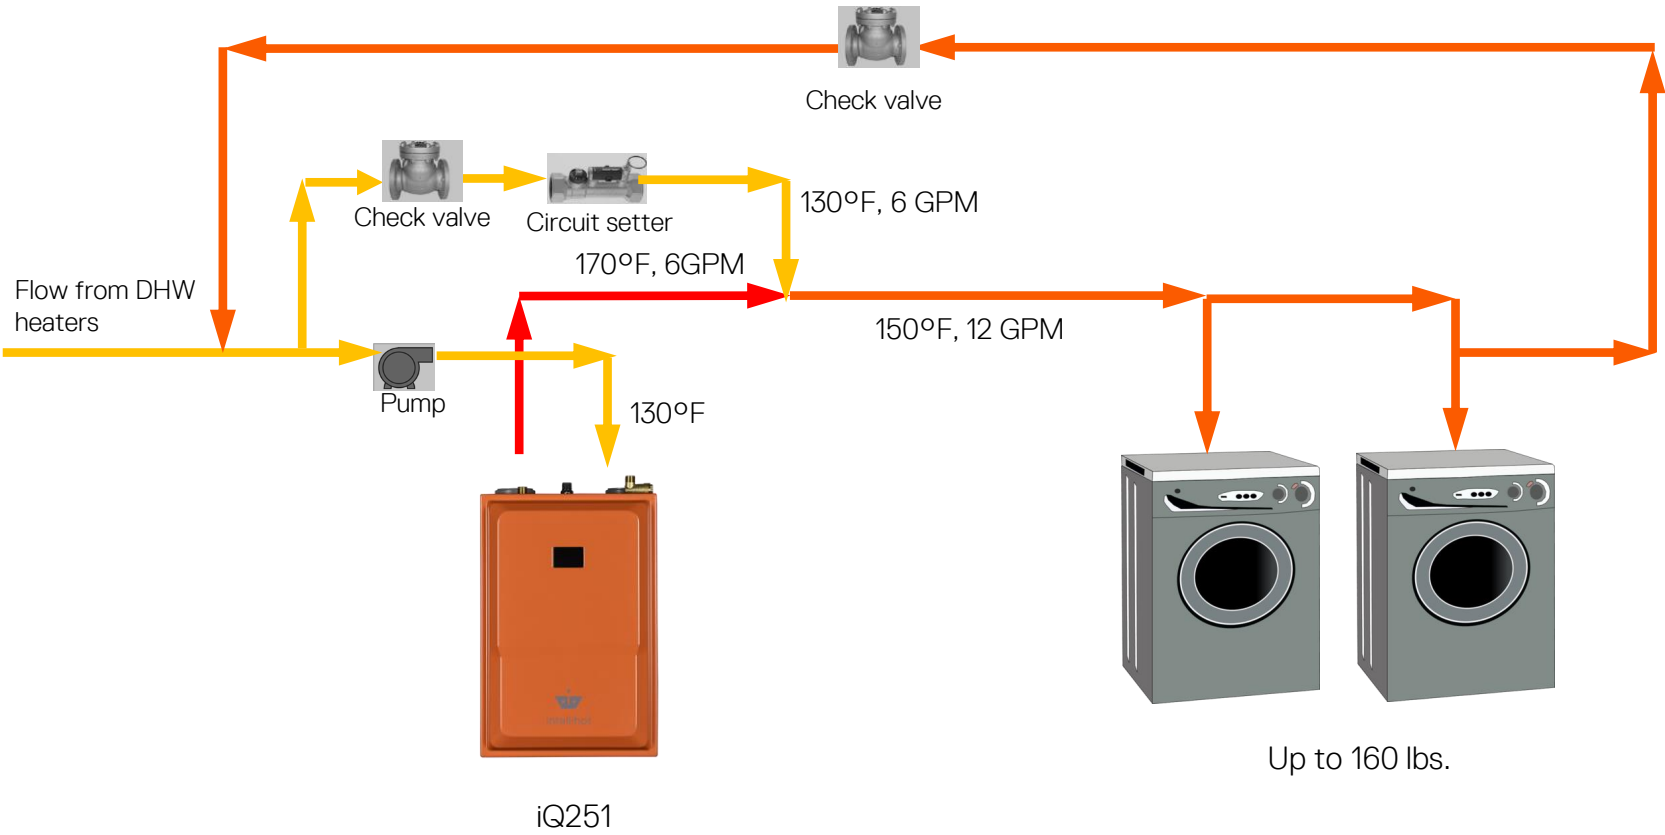 Check valve
Check valve
Circuit setter
130°F, 6 GPM
170°F, 6GPM
Flow from DHW
heaters
150°F, 12 GPM
Pump
130°F
intellihot
Up to 160 lbs.
iQ251